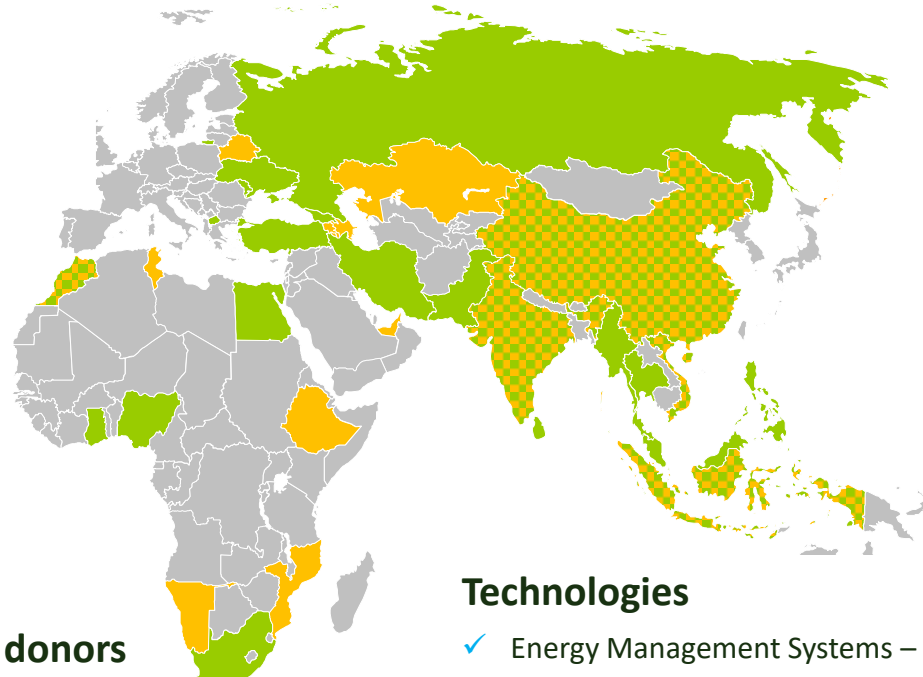 Technologies
✓ Energy Management Systems –
donors